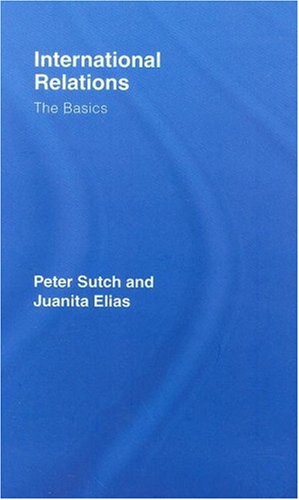 International
Relations
The Basics
Peter Sutch and
Juanita Elias